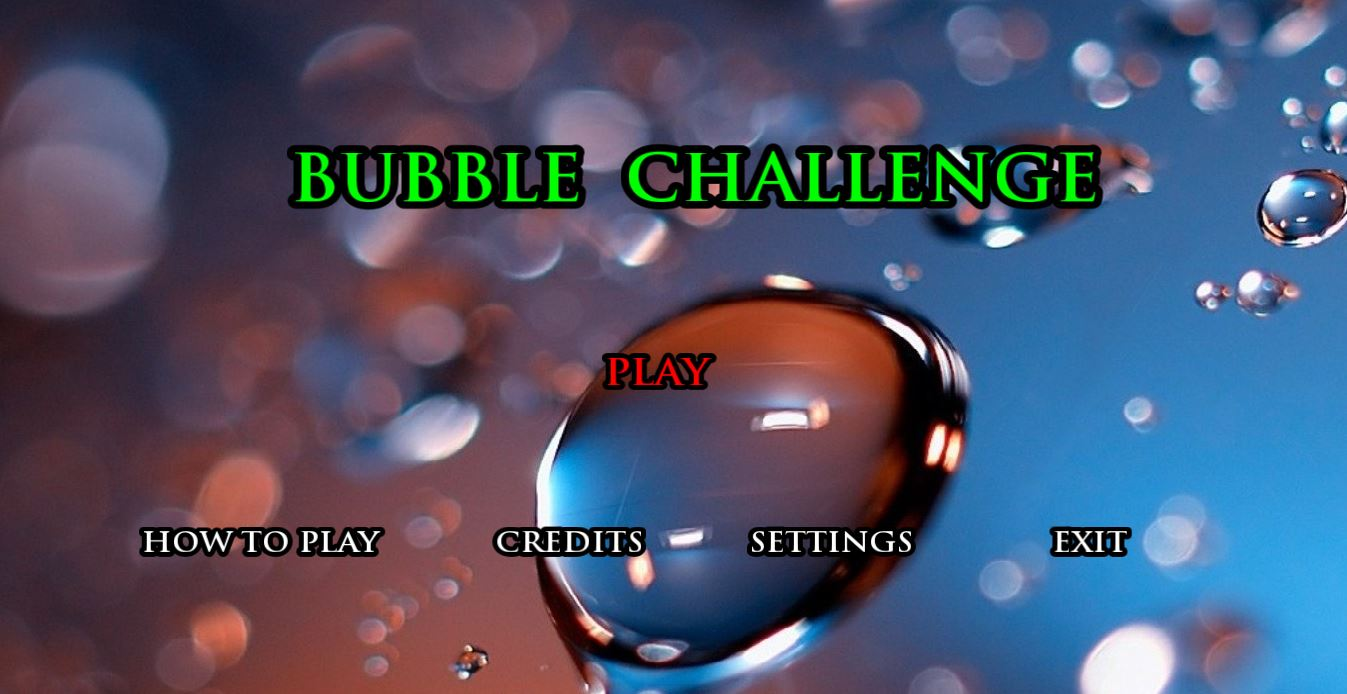 BUBBLE CHALLENGE
PLAY
HOW TO PLAY CREDITS SETTINGS EXIT